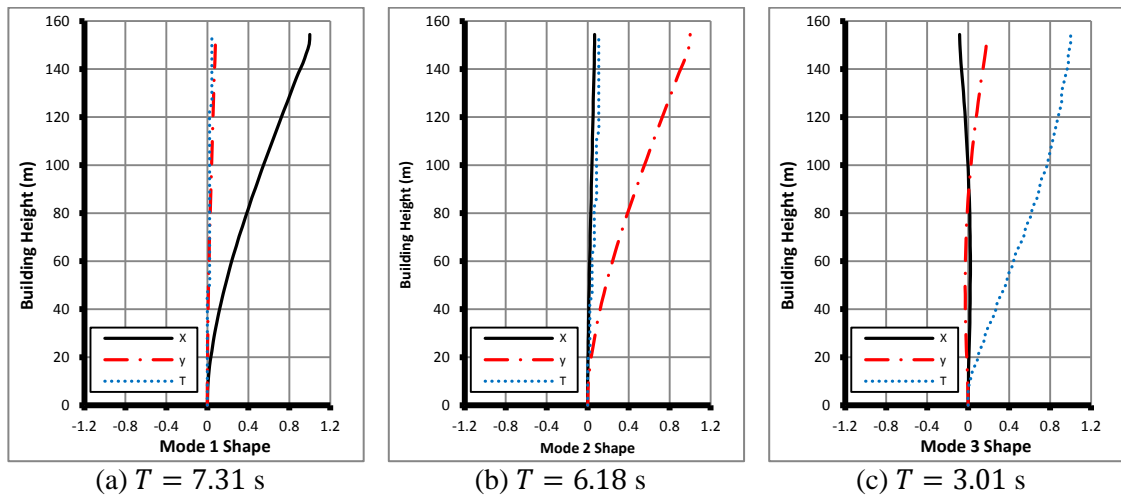 160
140
120
100
80
60
40
20
0
Building Height (m)
X
y
T
-1.2 -0.8 -0.4 0 0.4 0.8 1.2
Mode 1 Shape
(a) T = 7.31 s
160
140
120
100
80
60
40
20
0
Building Height (m)
X
y
T
-1.2 -0.8 -0.4 0 0.4 0.8 1.2
Mode 2 Shape
(b) T = 6.18 s
160
140
120
100
80
60
40
20
0
Building Height (m)
X
y
T
-1.2 -0.8 -0.4 0 0.4 0.8 1.2
Mode 3 Shape
(c) T = 3.01 s